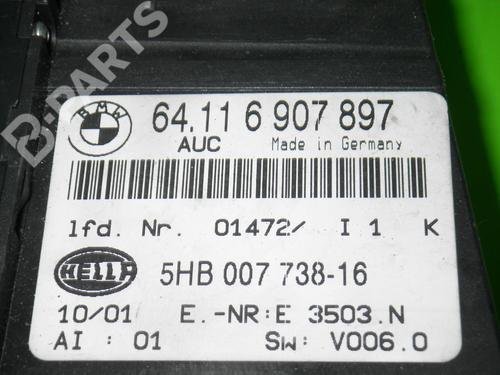 BMW
64.11 6 907 897
AUC Made in Germany
lfd. Nr. 01472/ I 1 K
HELLA 5HB 007 738-16
10/01 E.-NR:E 3503.N
AI : 01 SW: V006.0
B-PARTS